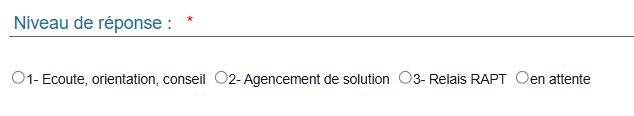 Niveau de réponse : *
1- Ecoute, orientation, conseil 2- Agencement de solution 3- Relais RAPT en attente